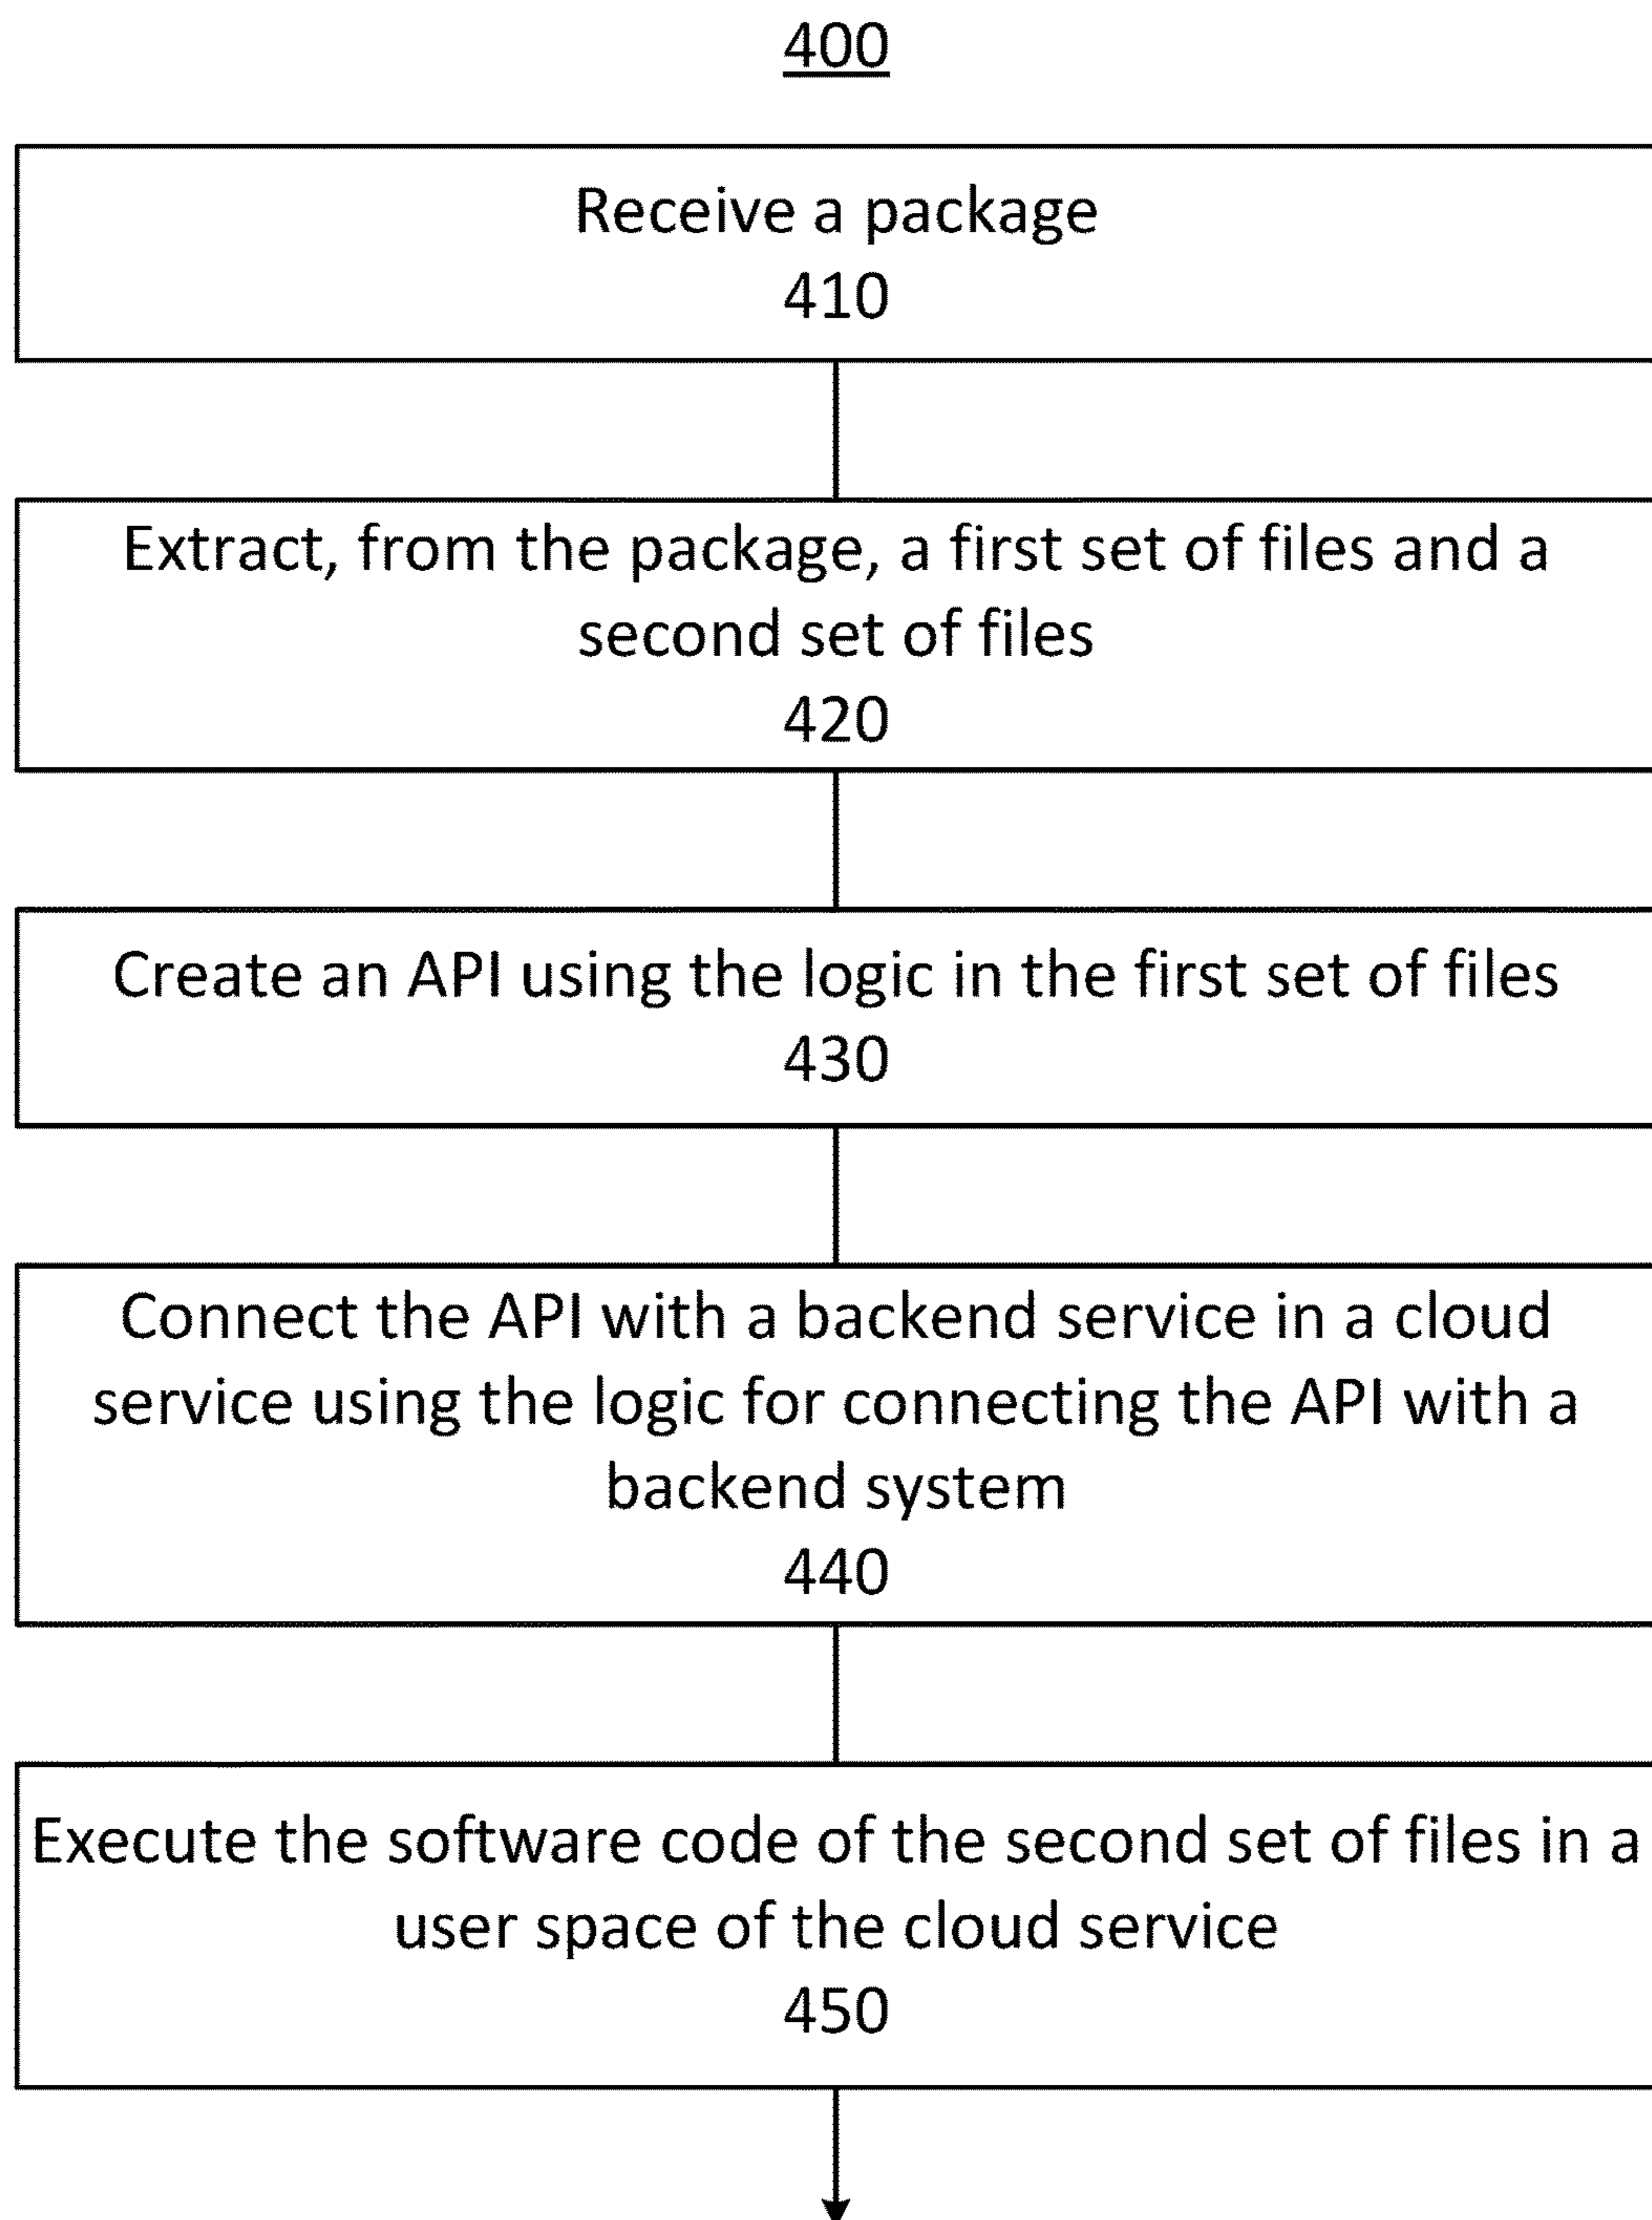 400
Receive a package
410
Extract, from the package, a first set of files and a
second set of files
420
Create an API using the logic in the first set of files
430
Connect the API with a backend service in a cloud
service using the logic for connecting the API with a
backend system
440
Execute the software code of the second set of files in a
user space of the cloud service
450